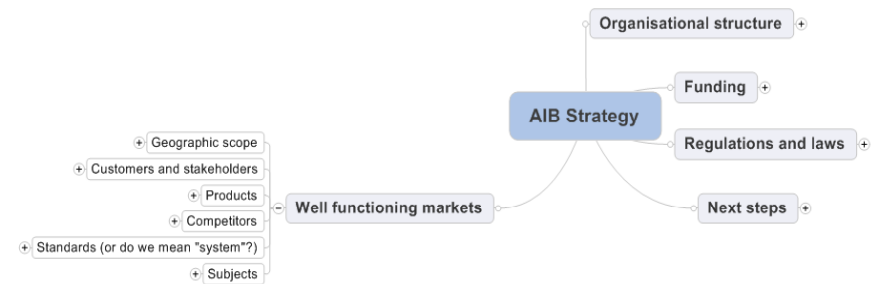 Organisational structure
Funding
AIB Strategy
Regulations and laws
Next steps
Well functioning markets
Geographic scope
Customers and stakeholders
Products
Competitors
Standards (or do we mean "system"?)
Subjects